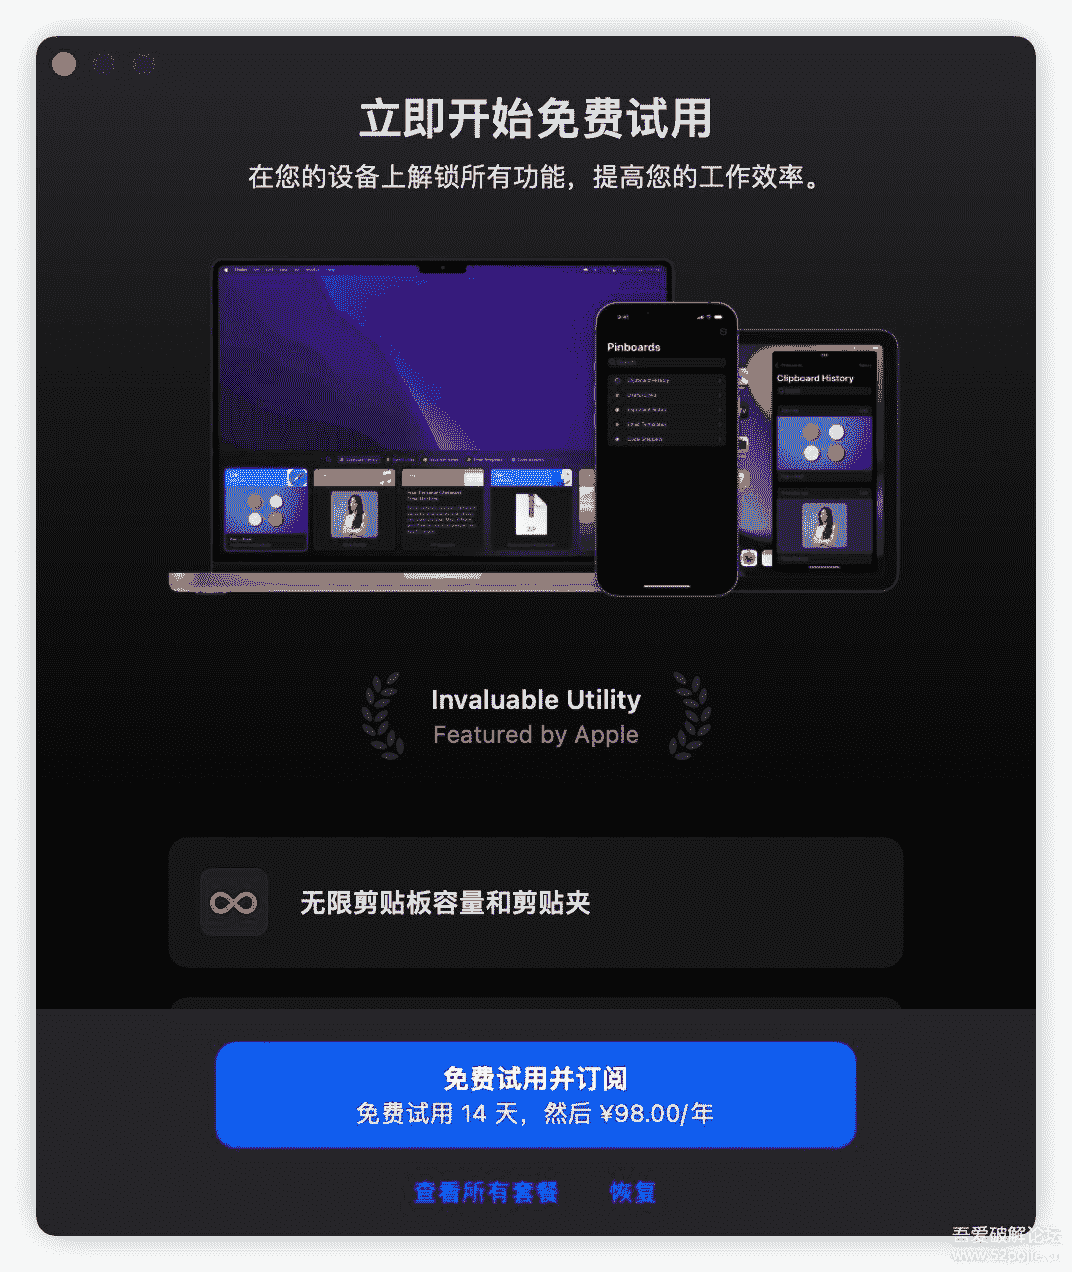 立即开始免费试用
在您的设备上解锁所有功能，提高您的工作效率。
Pinboards
Clipboard History
Invaluable Utility
Featured by Apple
无限剪贴板容量和剪贴夹
免费试用并订阅
免费试用 14 天，然后 ¥98.00/年
查看所有套餐
恢复
吾爱破解论坛
www.52pojie.cn